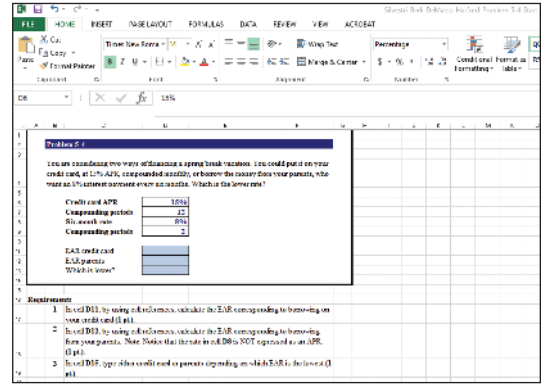 FILE HOME INSERT PAGE LAYOUT FORMULAS DATA REVIEW VIEW ACROBAT
Cut
Copy
Format Painter
Paste
Times New Roma
Wrap Text
Merge & Center
Percentage
Conditional Format as
Formatting Table
Clipboard Font Alignment Number
D6 fx 15%
Problem 5-4
You are considering two ways of financing a spring break vacation. You could put it on your
credit card, at 15% APR, compounded monthly, or borrow the money from your parents, who
want an 8% interest payment every six months. Which is the lower rate?
Credit card APR 15%
Compounding periods 12
Six-month rate 8%
Compounding periods 2
EAR credit card
EAR parents
Which is lower?
Requirements
1 In cell D11, by using cell references, calculate the EAR corresponding to borrowing on
your credit card (1 pt.).
2 In cell D12, by using cell references, calculate the EAR corresponding to borrowing
from your parents. Note: Notice that the rate in cell D8 is NOT expressed as an APR.
(1 pt.).
3 In cell D13, type either credit card or parents depending on which EAR is the lowest (1
pt.).